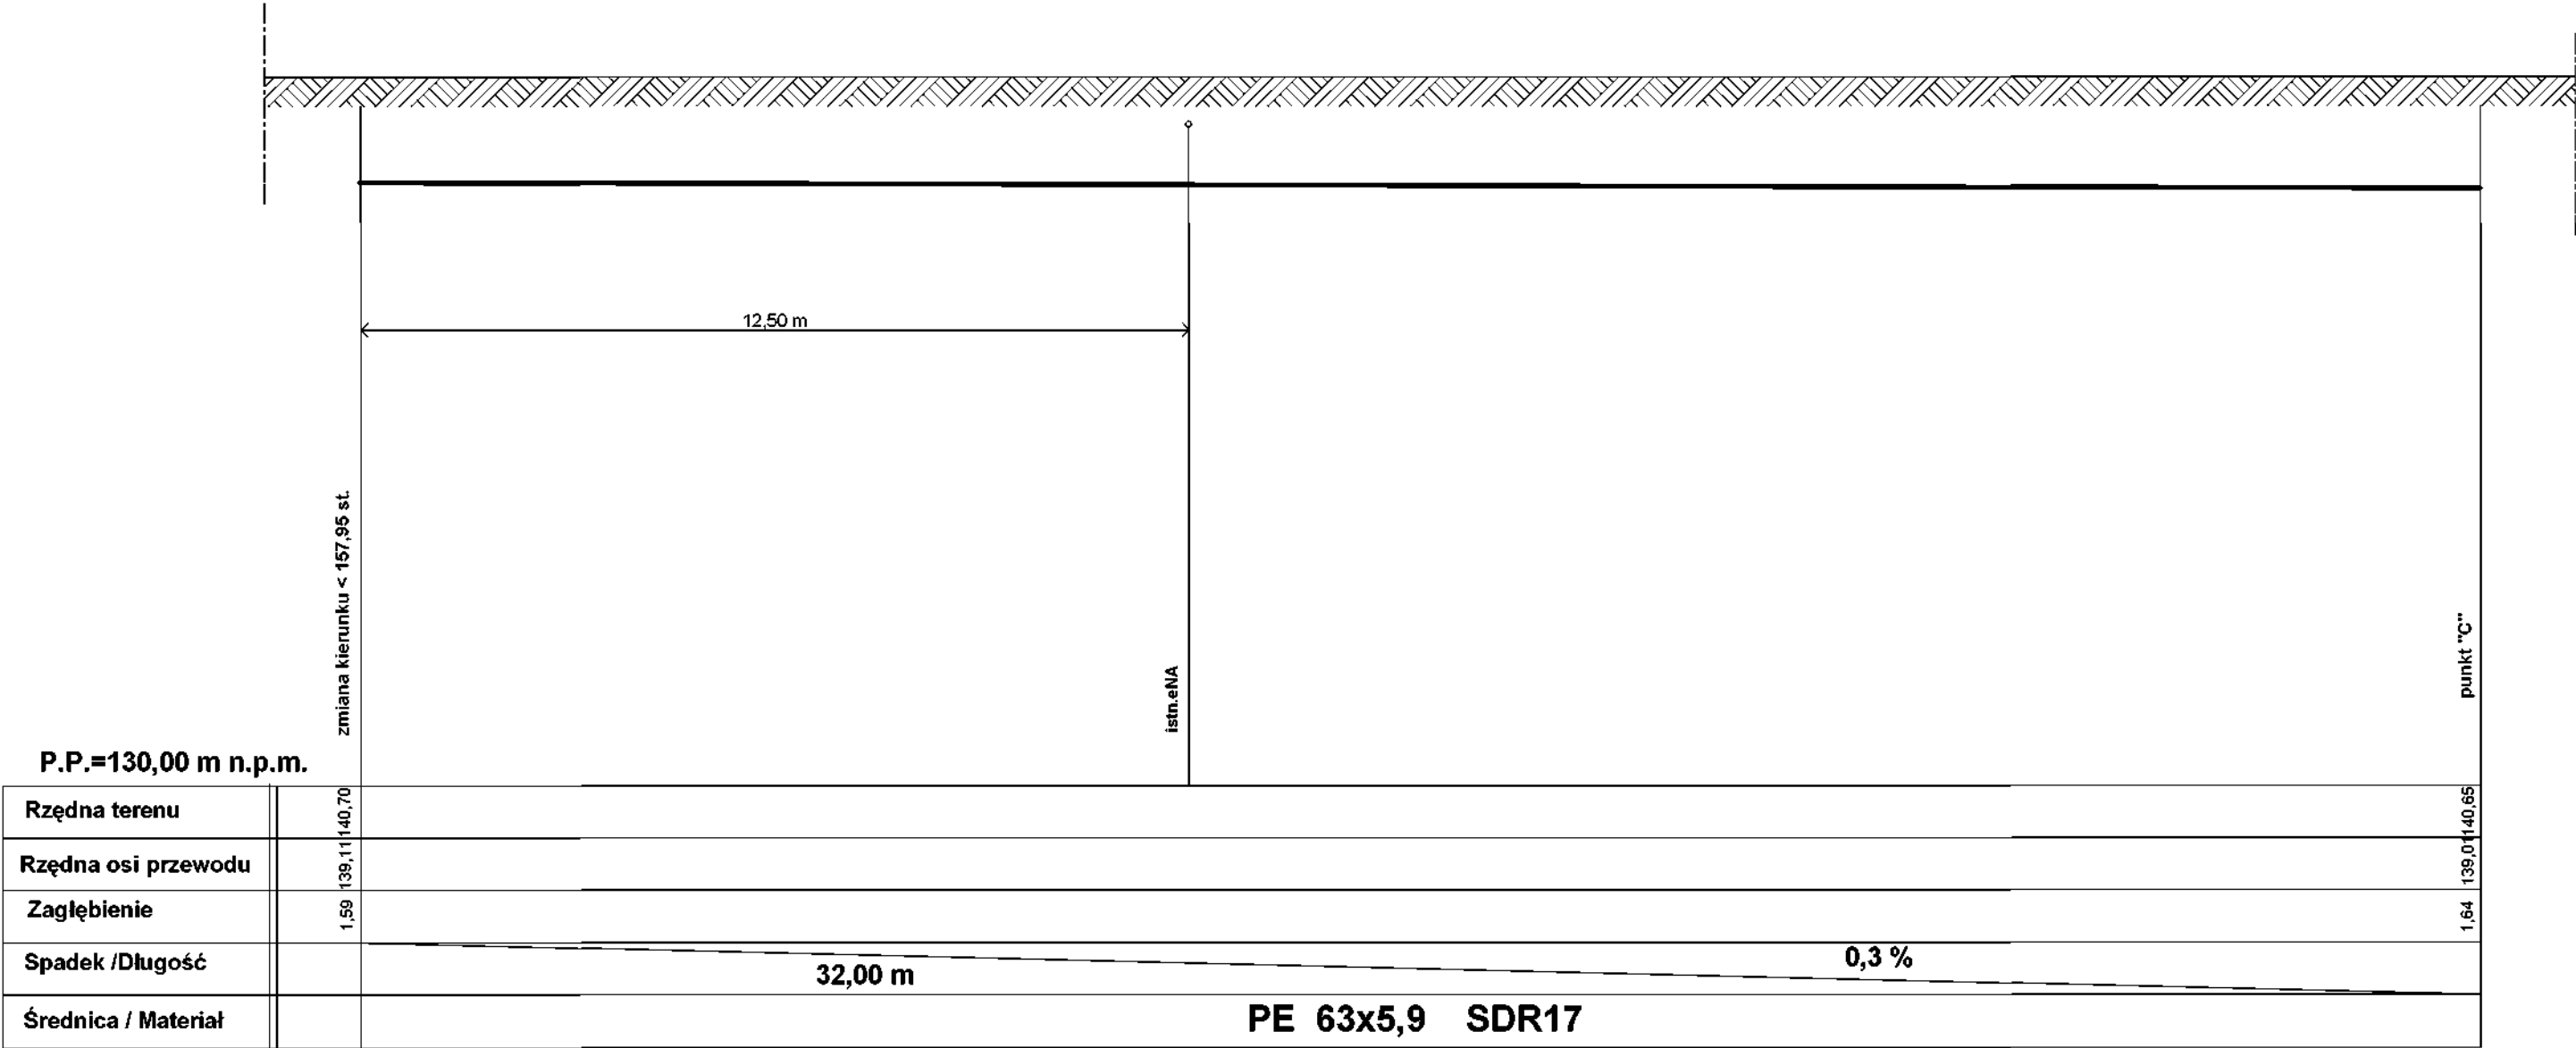 12,50 m
zmiana kierunku < 157,95 st.
istn.eNA
punkt "C"
P.P.=130,00 m n.p.m.
Rzędna terenu 140,70 140,65
Rzędna osi przewodu 139,11 139,01
Zagłębienie 1,59 1,64
Spadek /Długość 32,00 m 0,3 %
Średnica / Materiał PE 63x5,9 SDR17